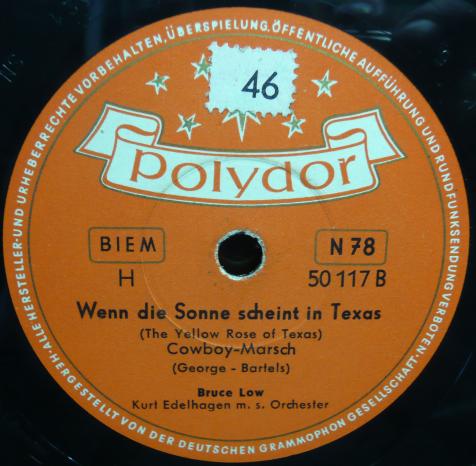 ·ALLE HERSTELLER-UND URHEBERRECHTE VORBEHALTEN, ÜBERSPIELUNG, ÖFFENTLICHE AUFFÜHRUNG UND RUNDFUNKSENDUNG VERBOTEN.
46
polydor
BIEM
N 78
H
50 117 B
Wenn die Sonne scheint in Texas
(The Yellow Rose of Texas)
Cowboy-Marsch
(George - Bartels)
Bruce Low
Kurt Edelhagen m. s. Orchester
HERGESTELLT VON DER DEUTSCHEN GRAMMOPHON GESELLSCHAFT·